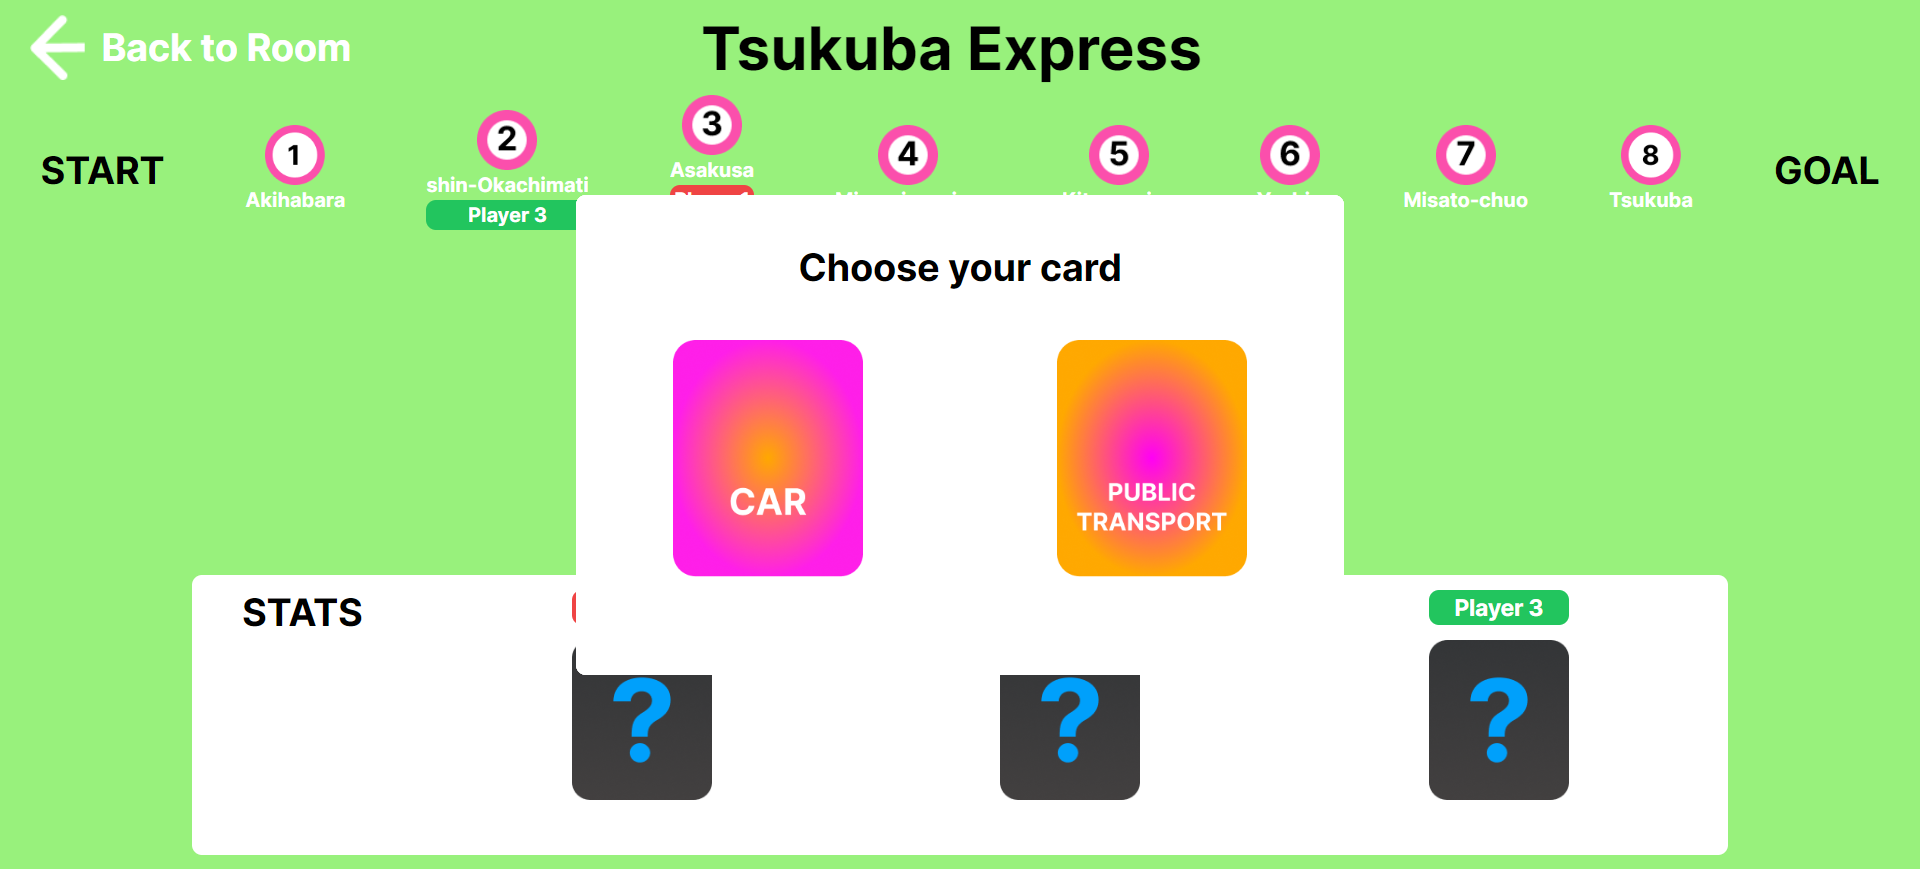 Back to Room
Tsukuba Express
START
1
Akihabara
2
shin-Okachimati
Player 3
3
Asakusa
4
5
6
7
Misato-chuo
8
Tsukuba
GOAL
Choose your card
CAR
PUBLIC
TRANSPORT
STATS
Player 3
?
?
?